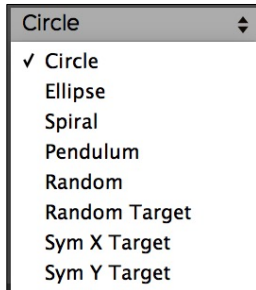 Circle
✓ Circle
Ellipse
Spiral
Pendulum
Random
Random Target
Sym X Target
Sym Y Target